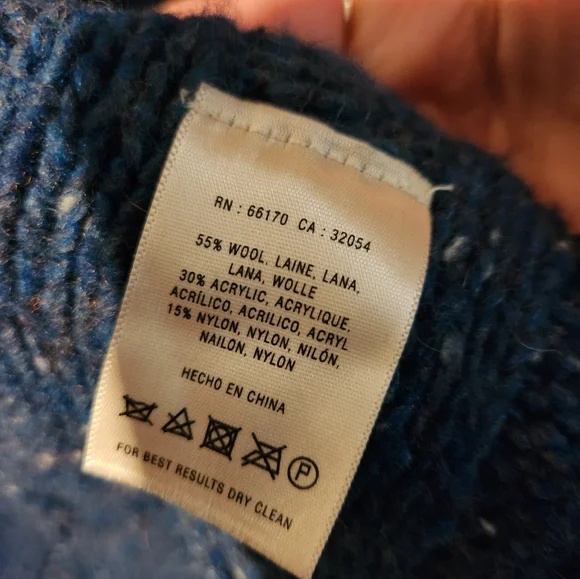 RN : 66170 CA : 32054
55% WOOL, LAINE, LANA,
LANA, WOLLE
30% ACRYLIC, ACRYLIQUE,
ACRÍLICO, ACRILICO, ACRYL
15% NYLON, NYLON, NILÓN,
NAILON, NYLON
HECHO EN CHINA
P
FOR BEST RESULTS DRY CLEAN